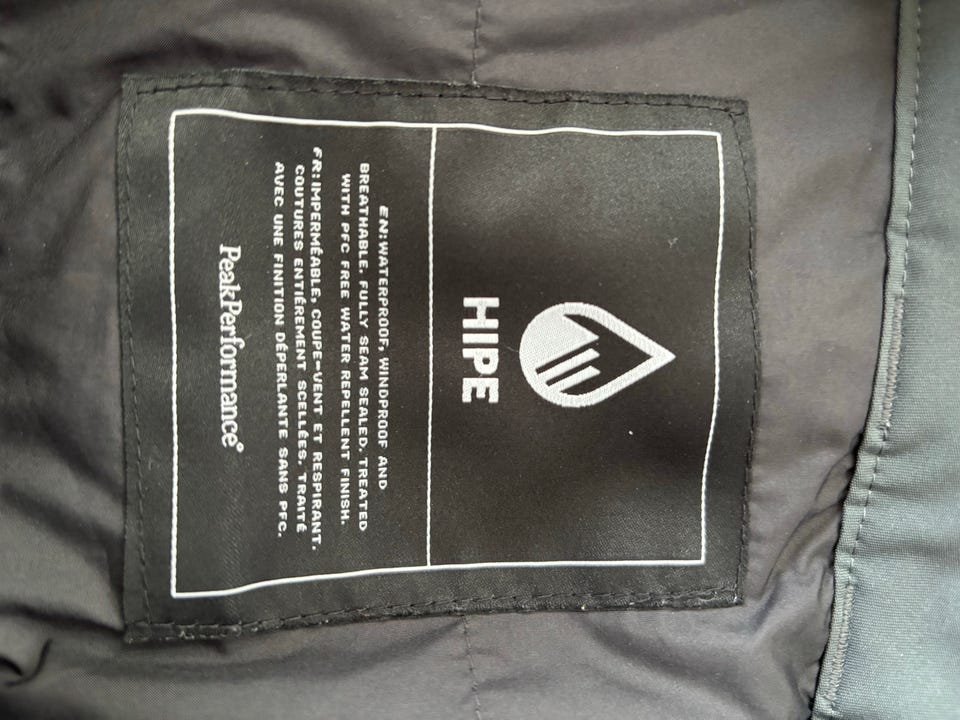 HIPE
EN:WATERPROOF, WINDPROOF AND
BREATHABLE. FULLY SEAM SEALED. TREATED
WITH PFC FREE WATER REPELLENT FINISH.
FR:IMPERMÉABLE, COUPE-VENT ET RESPIRANT.
COUTURES ENTIÈREMENT SCELLÉES. TRAITÉ
AVEC UNE FINITION DÉPERLANTE SANS PFC.
PeakPerformance®